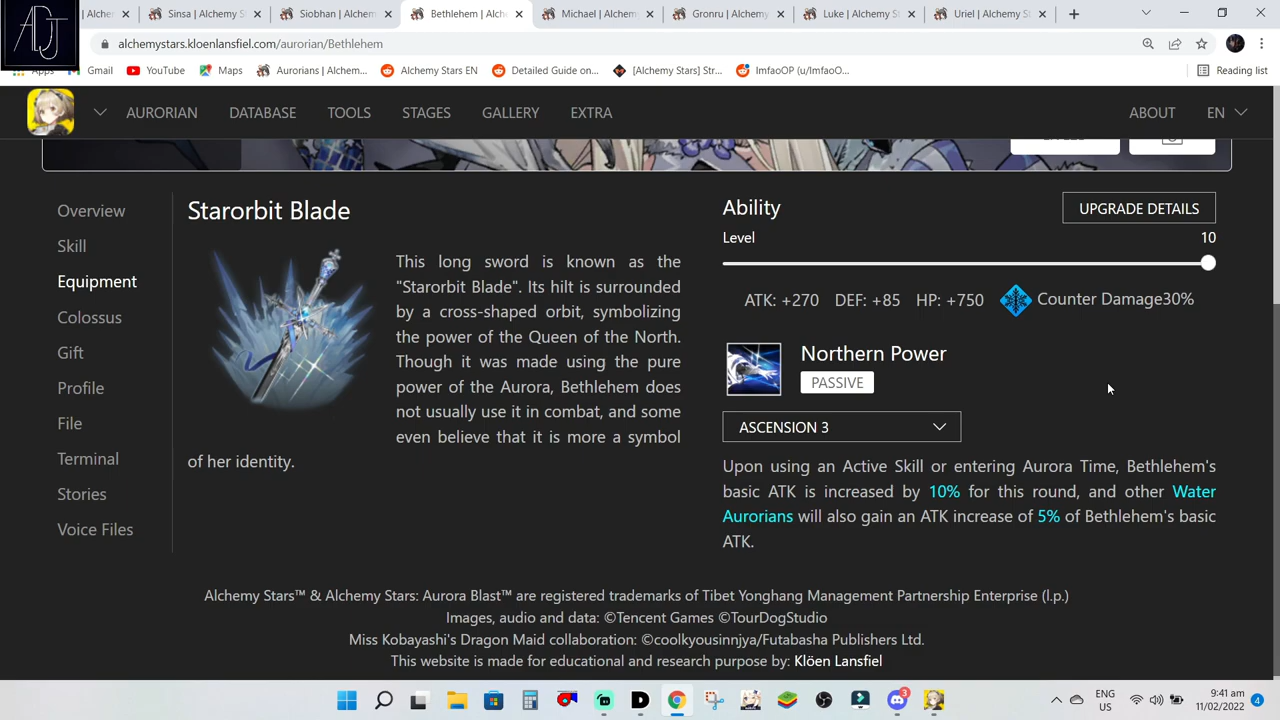 ADJ
| Alchemy Stars
Sinsa | Alchemy S
Siobhan | Alchem
Bethlehem | Alch
Michael | Alchem
Gronru | Alchemy
Luke | Alchemy S
Uriel | Alchemy S
alchemystars.kloenlansfiel.com/aurorian/Bethlehem
Apps Gmail YouTube Maps Aurorians | Alchem... Alchemy Stars EN Detailed Guide on... [Alchemy Stars] Str... ImfaoOP (u/ImfaoO... Reading list
AURORIAN DATABASE TOOLS STAGES GALLERY EXTRA ABOUT EN
Overview
Skill
Equipment
Colossus
Gift
Profile
File
Terminal
Stories
Voice Files
Starorbit Blade
This long sword is known as the
"Starorbit Blade". Its hilt is surrounded
by a cross-shaped orbit, symbolizing
the power of the Queen of the North.
Though it was made using the pure
power of the Aurora, Bethlehem does
not usually use it in combat, and some
even believe that it is more a symbol
of her identity.
Ability
UPGRADE DETAILS
Level 10
ATK: +270 DEF: +85 HP: +750 Counter Damage30%
Northern Power
PASSIVE
ASCENSION 3
Upon using an Active Skill or entering Aurora Time, Bethlehem's
basic ATK is increased by 10% for this round, and other Water
Aurorians will also gain an ATK increase of 5% of Bethlehem's basic
ATK.
Alchemy Stars™ & Alchemy Stars: Aurora Blast™ are registered trademarks of Tibet Yonghang Management Partnership Enterprise (l.p.)
Images, audio and data: ©Tencent Games ©TourDogStudio
Miss Kobayashi's Dragon Maid collaboration: ©coolkyousinnjya/Futabasha Publishers Ltd.
This website is made for educational and research purpose by: Klöen Lansfiel
3
ENG
US
9:41 am
11/02/2022
4